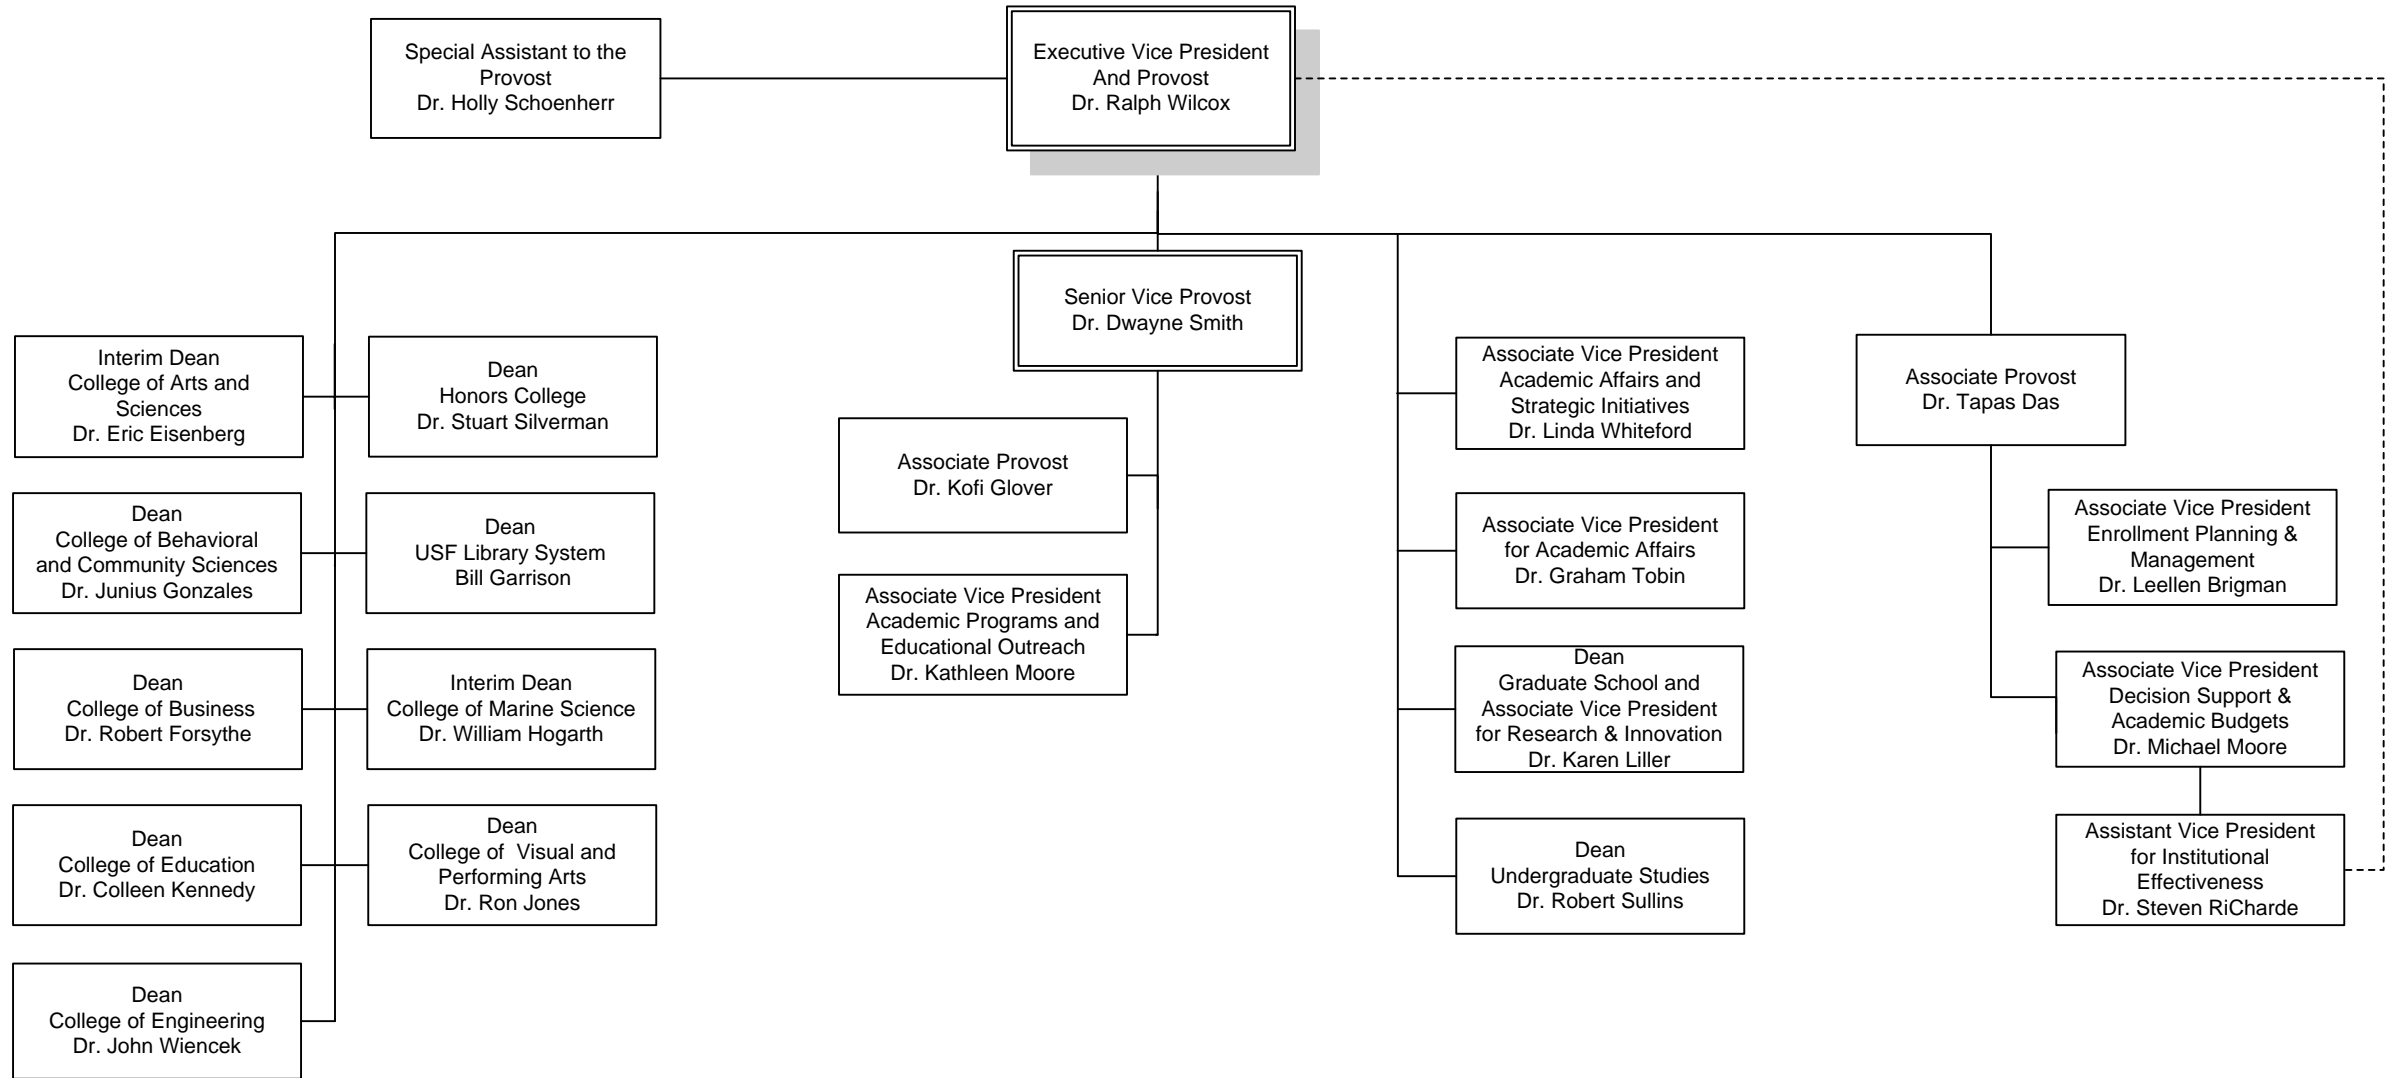 Special Assistant to the
Provost
Dr. Holly Schoenherr
Executive Vice President
And Provost
Dr. Ralph Wilcox
Senior Vice Provost
Dr. Dwayne Smith
Interim Dean
College of Arts and
Sciences
Dr. Eric Eisenberg
Dean
Honors College
Dr. Stuart Silverman
Dean
College of Behavioral
and Community Sciences
Dr. Junius Gonzales
Dean
USF Library System
Bill Garrison
Dean
College of Business
Dr. Robert Forsythe
Interim Dean
College of Marine Science
Dr. William Hogarth
Dean
College of Education
Dr. Colleen Kennedy
Dean
College of  Visual and
Performing Arts
Dr. Ron Jones
Dean
College of Engineering
Dr. John Wiencek
Associate Provost
Dr. Kofi Glover
Associate Vice President
Academic Programs and
Educational Outreach
Dr. Kathleen Moore
Associate Vice President
Academic Affairs and
Strategic Initiatives
Dr. Linda Whiteford
Associate Vice President
for Academic Affairs
Dr. Graham Tobin
Dean
Graduate School and
Associate Vice President
for Research & Innovation
Dr. Karen Liller
Dean
Undergraduate Studies
Dr. Robert Sullins
Associate Provost
Dr. Tapas Das
Associate Vice President
Enrollment Planning &
Management
Dr. Leellen Brigman
Associate Vice President
Decision Support &
Academic Budgets
Dr. Michael Moore
Assistant Vice President
for Institutional
Effectiveness
Dr. Steven RiCharde